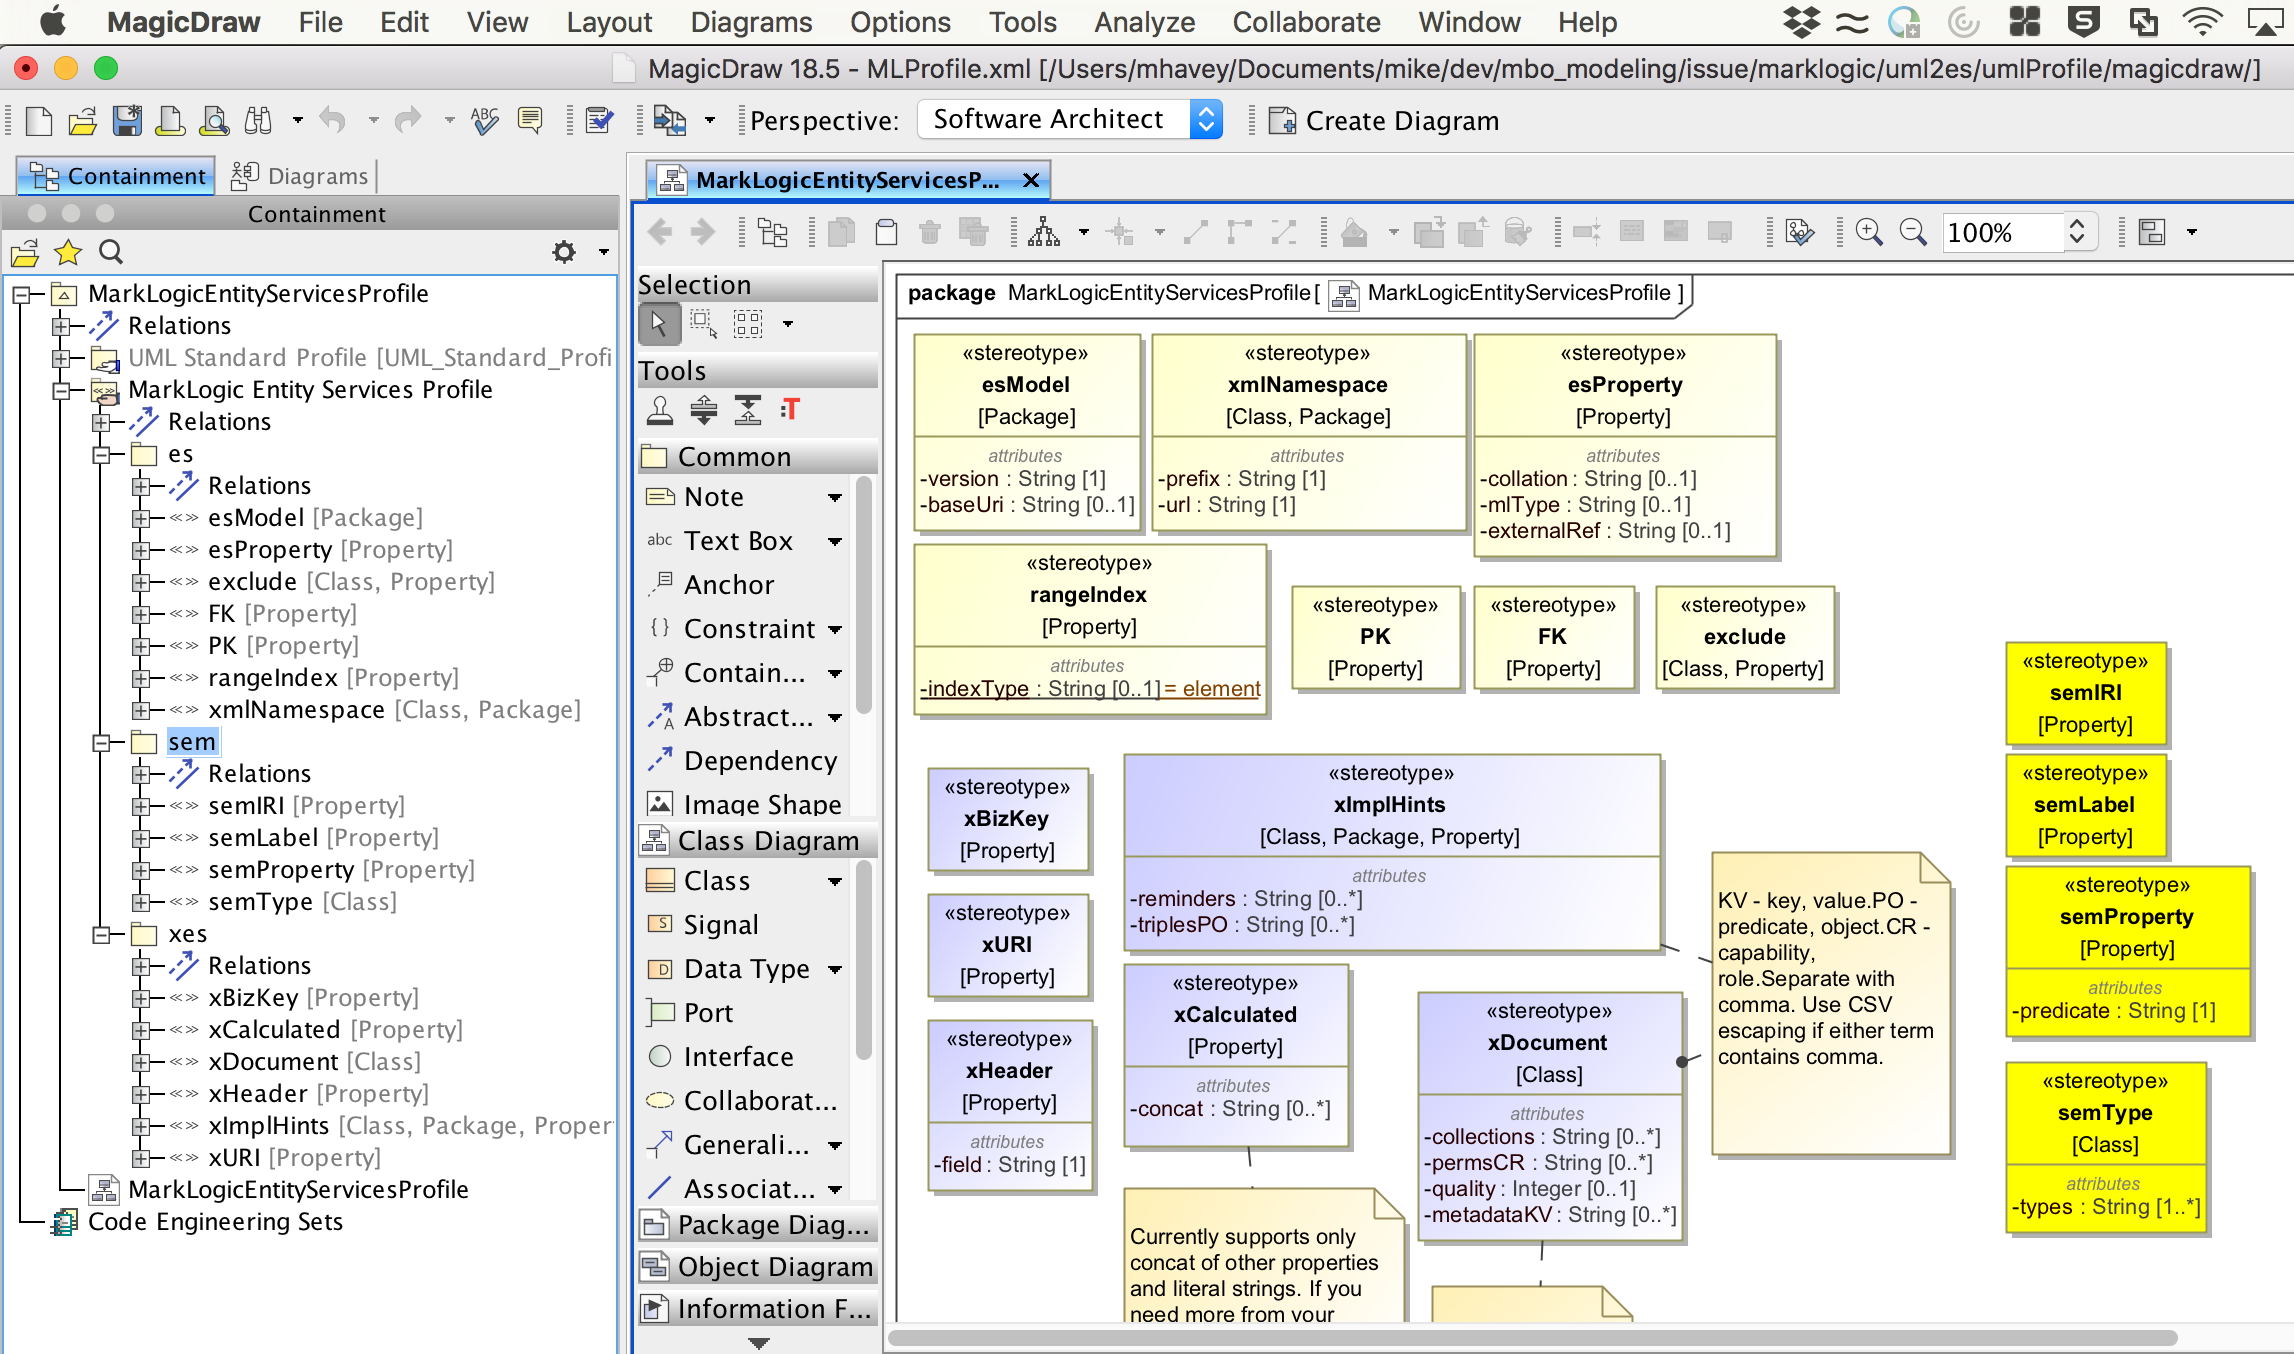 MagicDraw File Edit View Layout Diagrams Options Tools Analyze Collaborate Window Help
MagicDraw 18.5 - MLProfile.xml [/Users/mhavey/Documents/mike/dev/mbo_modeling/issue/marklogic/uml2es/umlProfile/magicdraw/]
ABC
Perspective: Software Architect Create Diagram
Containment Diagrams
Containment
MarkLogicEntityServicesProfile
Relations
UML Standard Profile [UML_Standard_Profi
MarkLogic Entity Services Profile
Relations
es
Relations
esModel [Package]
esProperty [Property]
exclude [Class, Property]
FK [Property]
PK [Property]
rangeIndex [Property]
xmlNamespace [Class, Package]
sem
Relations
semIRI [Property]
semLabel [Property]
semProperty [Property]
semType [Class]
xes
Relations
xBizKey [Property]
xCalculated [Property]
xDocument [Class]
xHeader [Property]
xImplHints [Class, Package, Proper
xURI [Property]
MarkLogicEntityServicesProfile
Code Engineering Sets
MarkLogicEntityServicesP...
100%
Selection
Tools
:T
Common
Note
abc Text Box
Anchor
{ } Constraint
Contain...
Abstract...
Dependency
Image Shape
Class Diagram
Class
S Signal
D Data Type
Port
Interface
Collaborat...
Generali...
Associat...
Package Diag...
Object Diagram
Information F...
package MarkLogicEntityServicesProfile[ MarkLogicEntityServicesProfile ]
«stereotype»
esModel
[Package]
attributes
-version : String [1]
-baseUri : String [0..1]
«stereotype»
xmlNamespace
[Class, Package]
attributes
-prefix : String [1]
-url : String [1]
«stereotype»
esProperty
[Property]
attributes
-collation : String [0..1]
-mlType : String [0..1]
-externalRef : String [0..1]
«stereotype»
rangeIndex
[Property]
attributes
-indexType : String [0..1] = element
«stereotype»
PK
[Property]
«stereotype»
FK
[Property]
«stereotype»
exclude
[Class, Property]
«stereotype»
semIRI
[Property]
«stereotype»
semLabel
[Property]
«stereotype»
semProperty
[Property]
attributes
-predicate : String [1]
«stereotype»
semType
[Class]
attributes
-types : String [1..*]
«stereotype»
xBizKey
[Property]
«stereotype»
xURI
[Property]
«stereotype»
xHeader
[Property]
attributes
-field : String [1]
«stereotype»
xImplHints
[Class, Package, Property]
attributes
-reminders : String [0..*]
-triplesPO : String [0..*]
«stereotype»
xCalculated
[Property]
attributes
-concat : String [0..*]
«stereotype»
xDocument
[Class]
attributes
-collections : String [0..*]
-permsCR : String [0..*]
-quality : Integer [0..1]
-metadataKV : String [0..*]
KV - key, value.PO -
predicate, object.CR -
capability,
role.Separate with
comma. Use CSV
escaping if either term
contains comma.
Currently supports only
concat of other properties
and literal strings. If you
need more from your